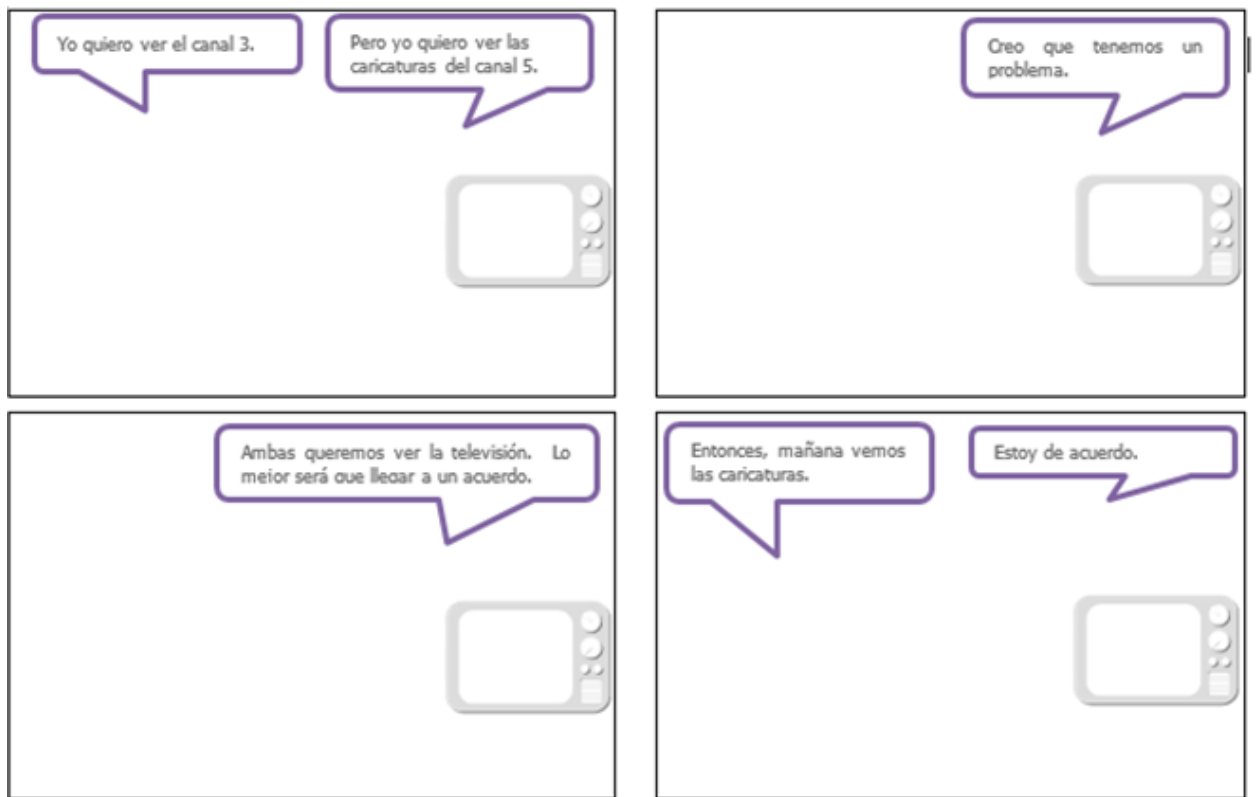 Yo quiero ver el canal 3.
Pero yo quiero ver las
caricaturas del canal 5.
Creo que tenemos un
problema.
Ambas queremos ver la televisión. Lo
mejor será que llegar a un acuerdo.
Entonces, mañana vemos
las caricaturas.
Estoy de acuerdo.